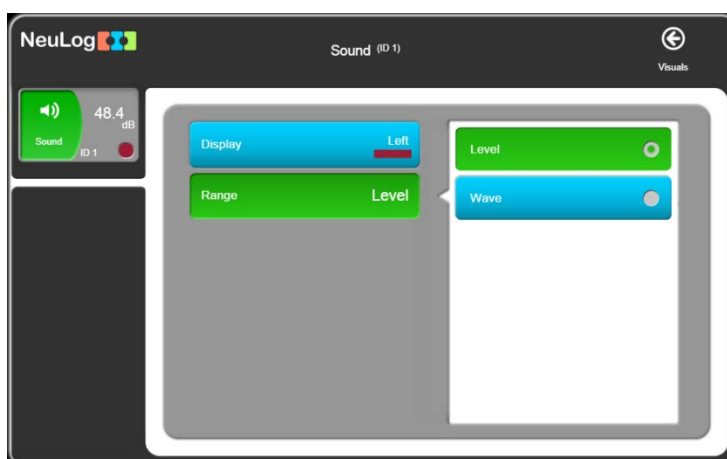 NeuLog
Sound (ID 1)
Visuals
48.4
dB
Sound
ID 1
Display Left
Range Level
Level
Wave